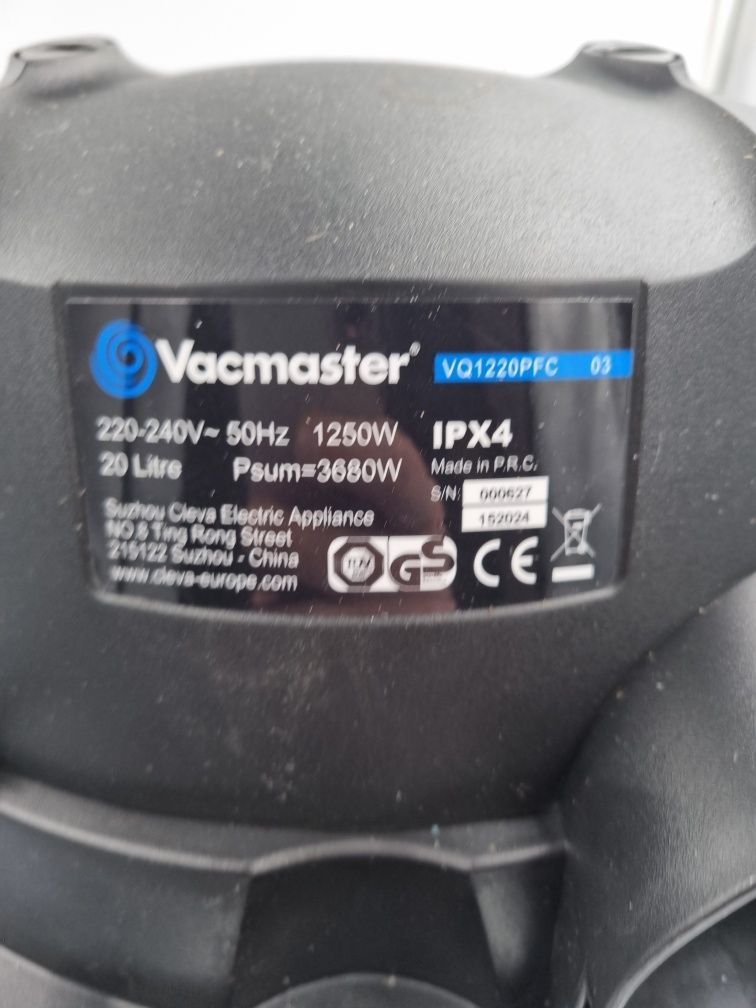 Vacmaster®
VQ1220PFC 03
220-240V~ 50Hz 1250W IPX4
20 Litre Psum=3680W Made in P.R.C.
S/N: 000627
152024
Suzhou Cleva Electric Appliance
NO.8 Ting Rong Street
215122 Suzhou - China
www.cleva-europe.com
TÜV GS CE